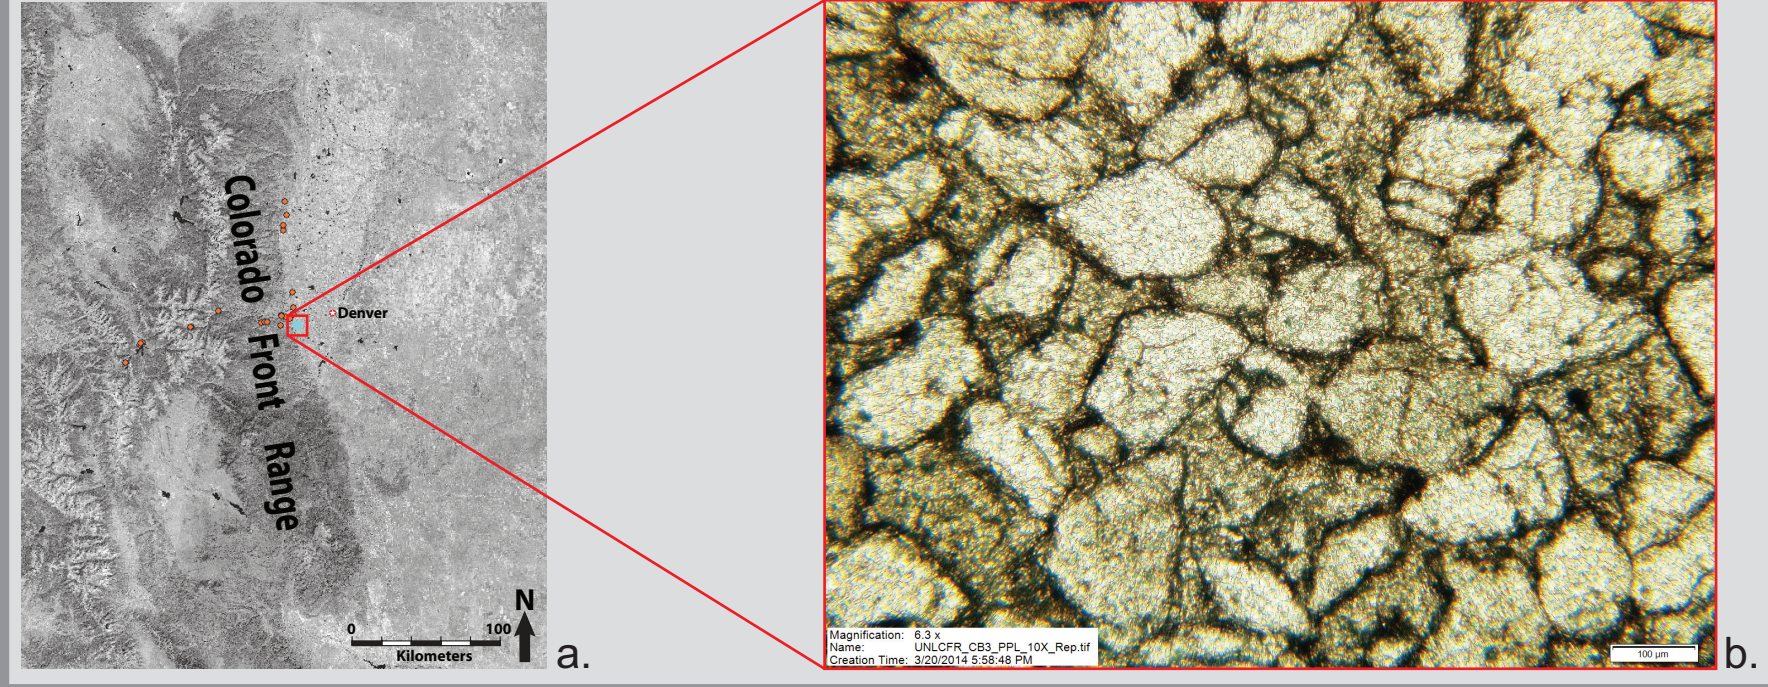 Colorado
Front
Range
Denver
N
0 100
Kilometers
a.
Magnification: 6.3 x
Name: UNLCFR_CB3_PPL_10X_Rep.tif
Creation Time: 3/20/2014 5:58:48 PM
100 µm
b.